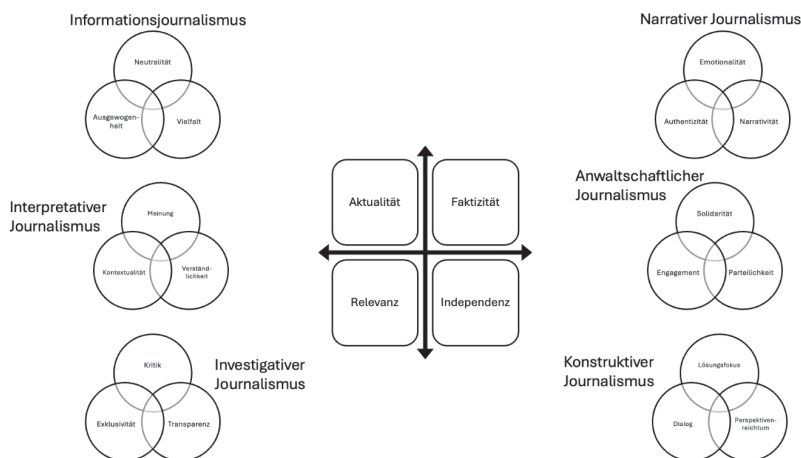 Informationsjournalismus
Neutralität
Ausgewogen-
heit
Vielfalt
Interpretativer
Journalismus
Meinung
Kontextualität
Verständ-
lichkeit
Kritik
Investigativer
Journalismus
Exklusivität
Transparenz
Aktualität
Faktizität
Relevanz
Independenz
Narrativer Journalismus
Emotionalität
Authentizität
Narrativität
Anwaltschaftlicher
Journalismus
Solidarität
Engagement
Parteilichkeit
Konstruktiver
Journalismus
Lösungsfokus
Dialog
Perspektiven-
reichtum